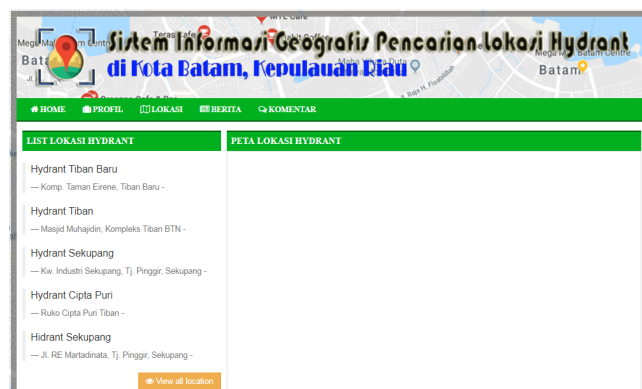 Sistem Informasi Geografis Pencarian Lokasi Hydrant
di Kota Batam, Kepulauan Riau
Batam
HOME PROFIL LOKASI BERITA KOMENTAR
LIST LOKASI HYDRANT
PETA LOKASI HYDRANT
Hydrant Tiban Baru
— Komp. Taman Eirene, Tiban Baru -
Hydrant Tiban
— Masjid Muhajidin, Kompleks Tiban BTN -
Hydrant Sekupang
— Kw. Industri Sekupang, Tj. Pinggir, Sekupang -
Hydrant Cipta Puri
— Ruko Cipta Puri Tiban -
Hidrant Sekupang
— Jl. RE Martadinata, Tj. Pinggir, Sekupang -
View all location